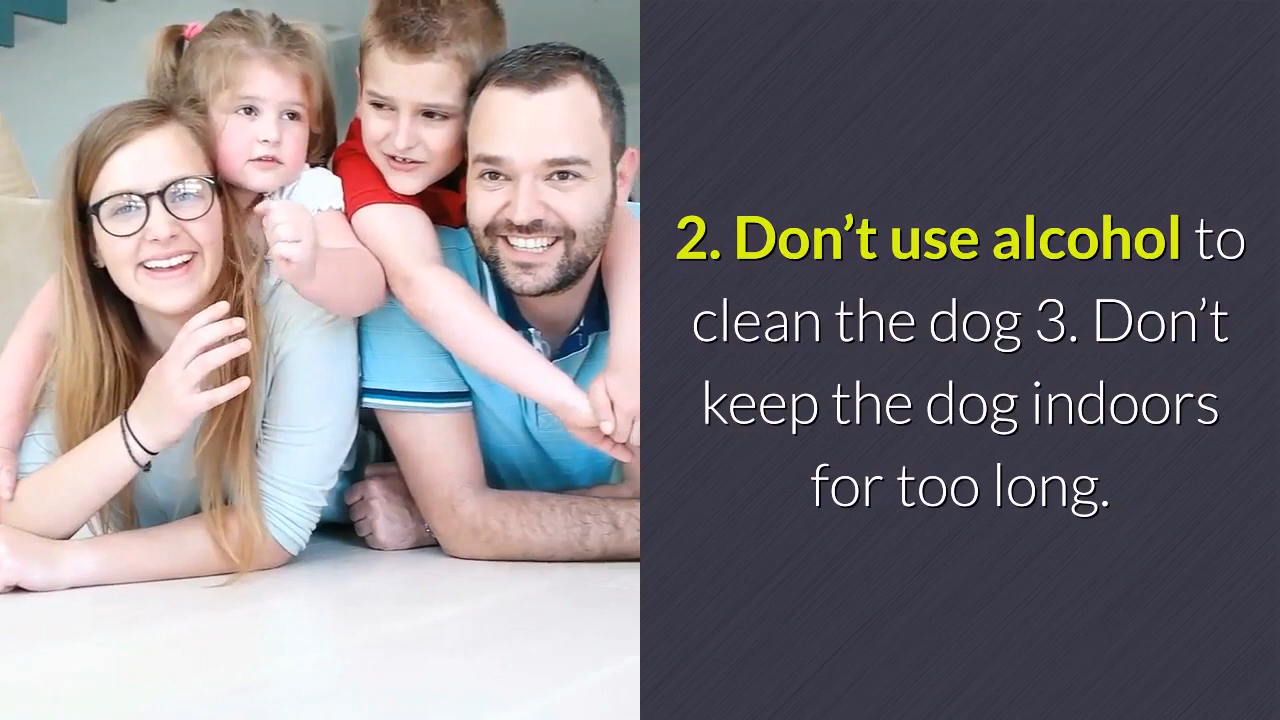 2. Don’t use alcohol to
clean the dog 3. Don’t
keep the dog indoors
for too long.